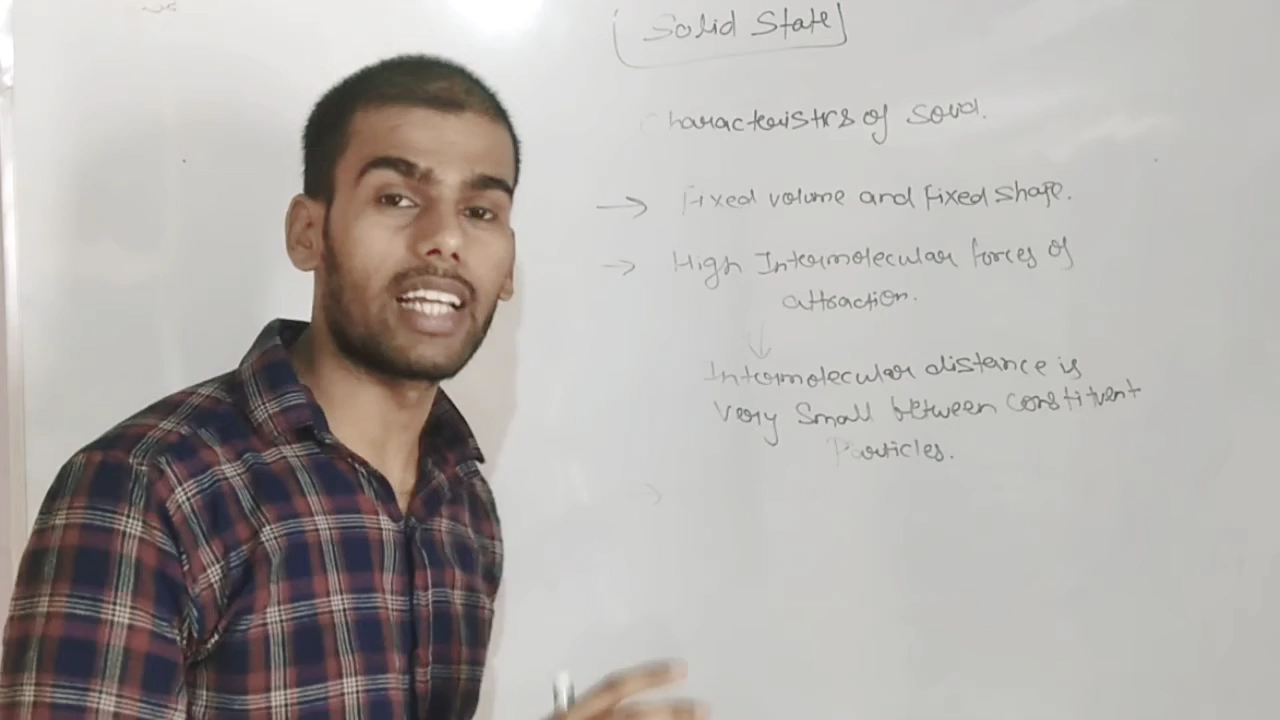 Solid State
Characteristics of solid.
→ Fixed volume and fixed shape.
→ High Intermolecular forces of
attraction.
↓
Intermolecular distance is
very small between constituent
Particles.
→